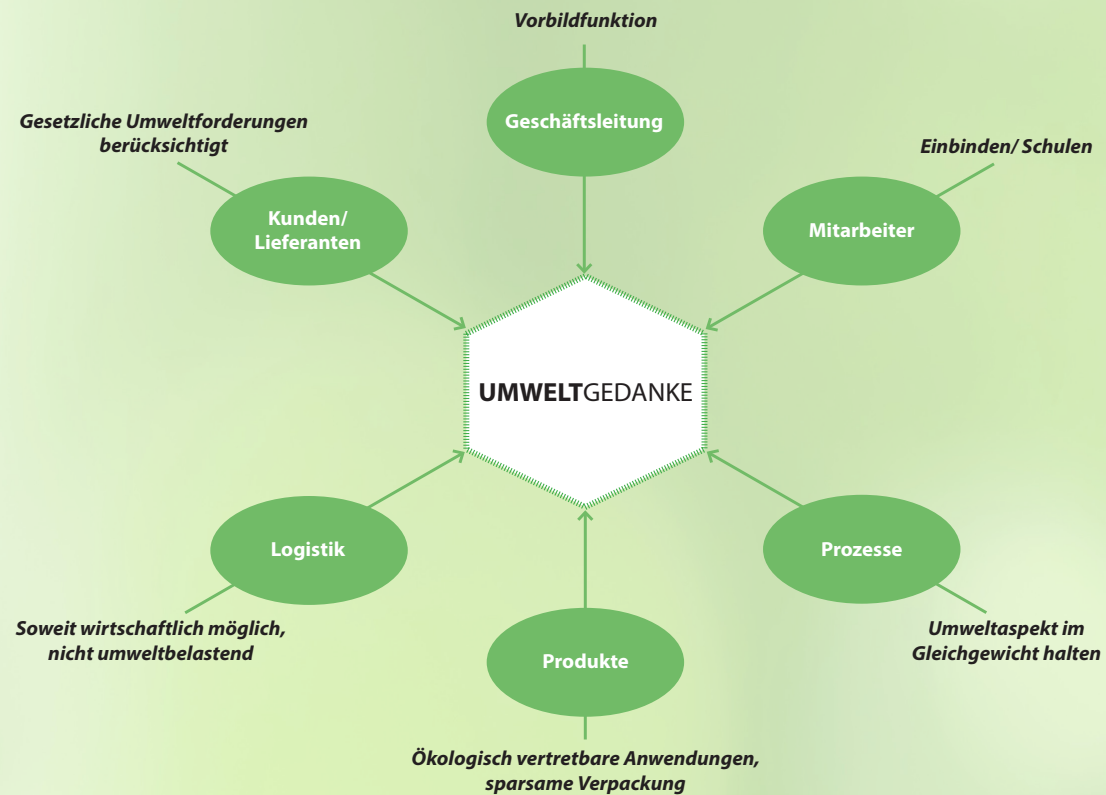 Vorbildfunktion
Geschäftsleitung
Gesetzliche Umweltforderungen
berücksichtigt
Kunden/
Lieferanten
Einbinden/ Schulen
Mitarbeiter
UMWELTGEDANKE
Logistik
Soweit wirtschaftlich möglich,
nicht umweltbelastend
Prozesse
Umweltaspekt im
Gleichgewicht halten
Produkte
Ökologisch vertretbare Anwendungen,
sparsame Verpackung